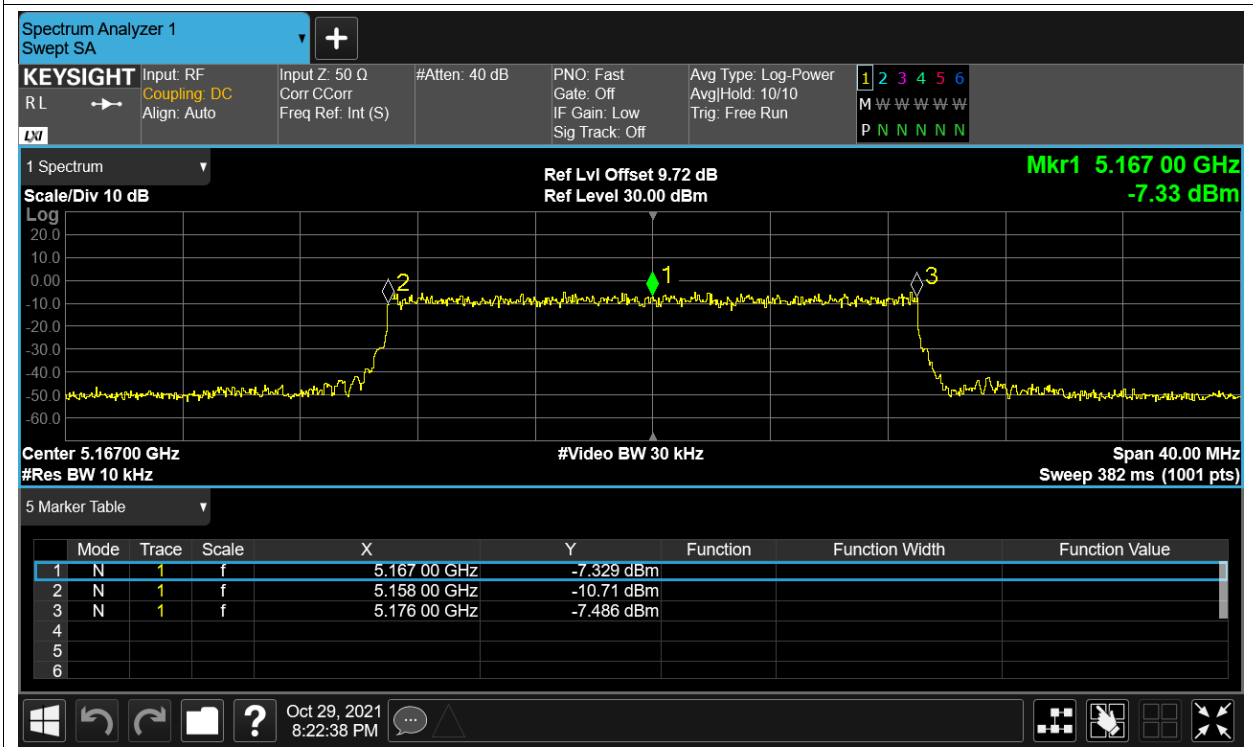 Spectrum Analyzer 1
Swept SA
+
KEYSIGHT Input: RF Input Z: 50 Ω #Atten: 40 dB PNO: Fast Avg Type: Log-Power 1 2 3 4 5 6
R L Coupling: DC Corr CCorr Gate: Off Avg|Hold: 10/10 M W W W W W
Align: Auto Freq Ref: Int (S) IF Gain: Low Trig: Free Run
LXI Sig Track: Off P N N N N N
1 Spectrum Ref Lvl Offset 9.72 dB Mkr1 5.167 00 GHz
Scale/Div 10 dB Ref Level 30.00 dBm -7.33 dBm
Log
20.0
10.0
0.00 2 1 3
-10.0
-20.0
-30.0
-40.0
-50.0
-60.0
Center 5.16700 GHz #Video BW 30 kHz Span 40.00 MHz
#Res BW 10 kHz Sweep 382 ms (1001 pts)
5 Marker Table
Mode Trace Scale X Y Function Function Width Function Value
1 N 1 f 5.167 00 GHz -7.329 dBm
2 N 1 f 5.158 00 GHz -10.71 dBm
3 N 1 f 5.176 00 GHz -7.486 dBm
4
5
6
? Oct 29, 2021
8:22:38 PM